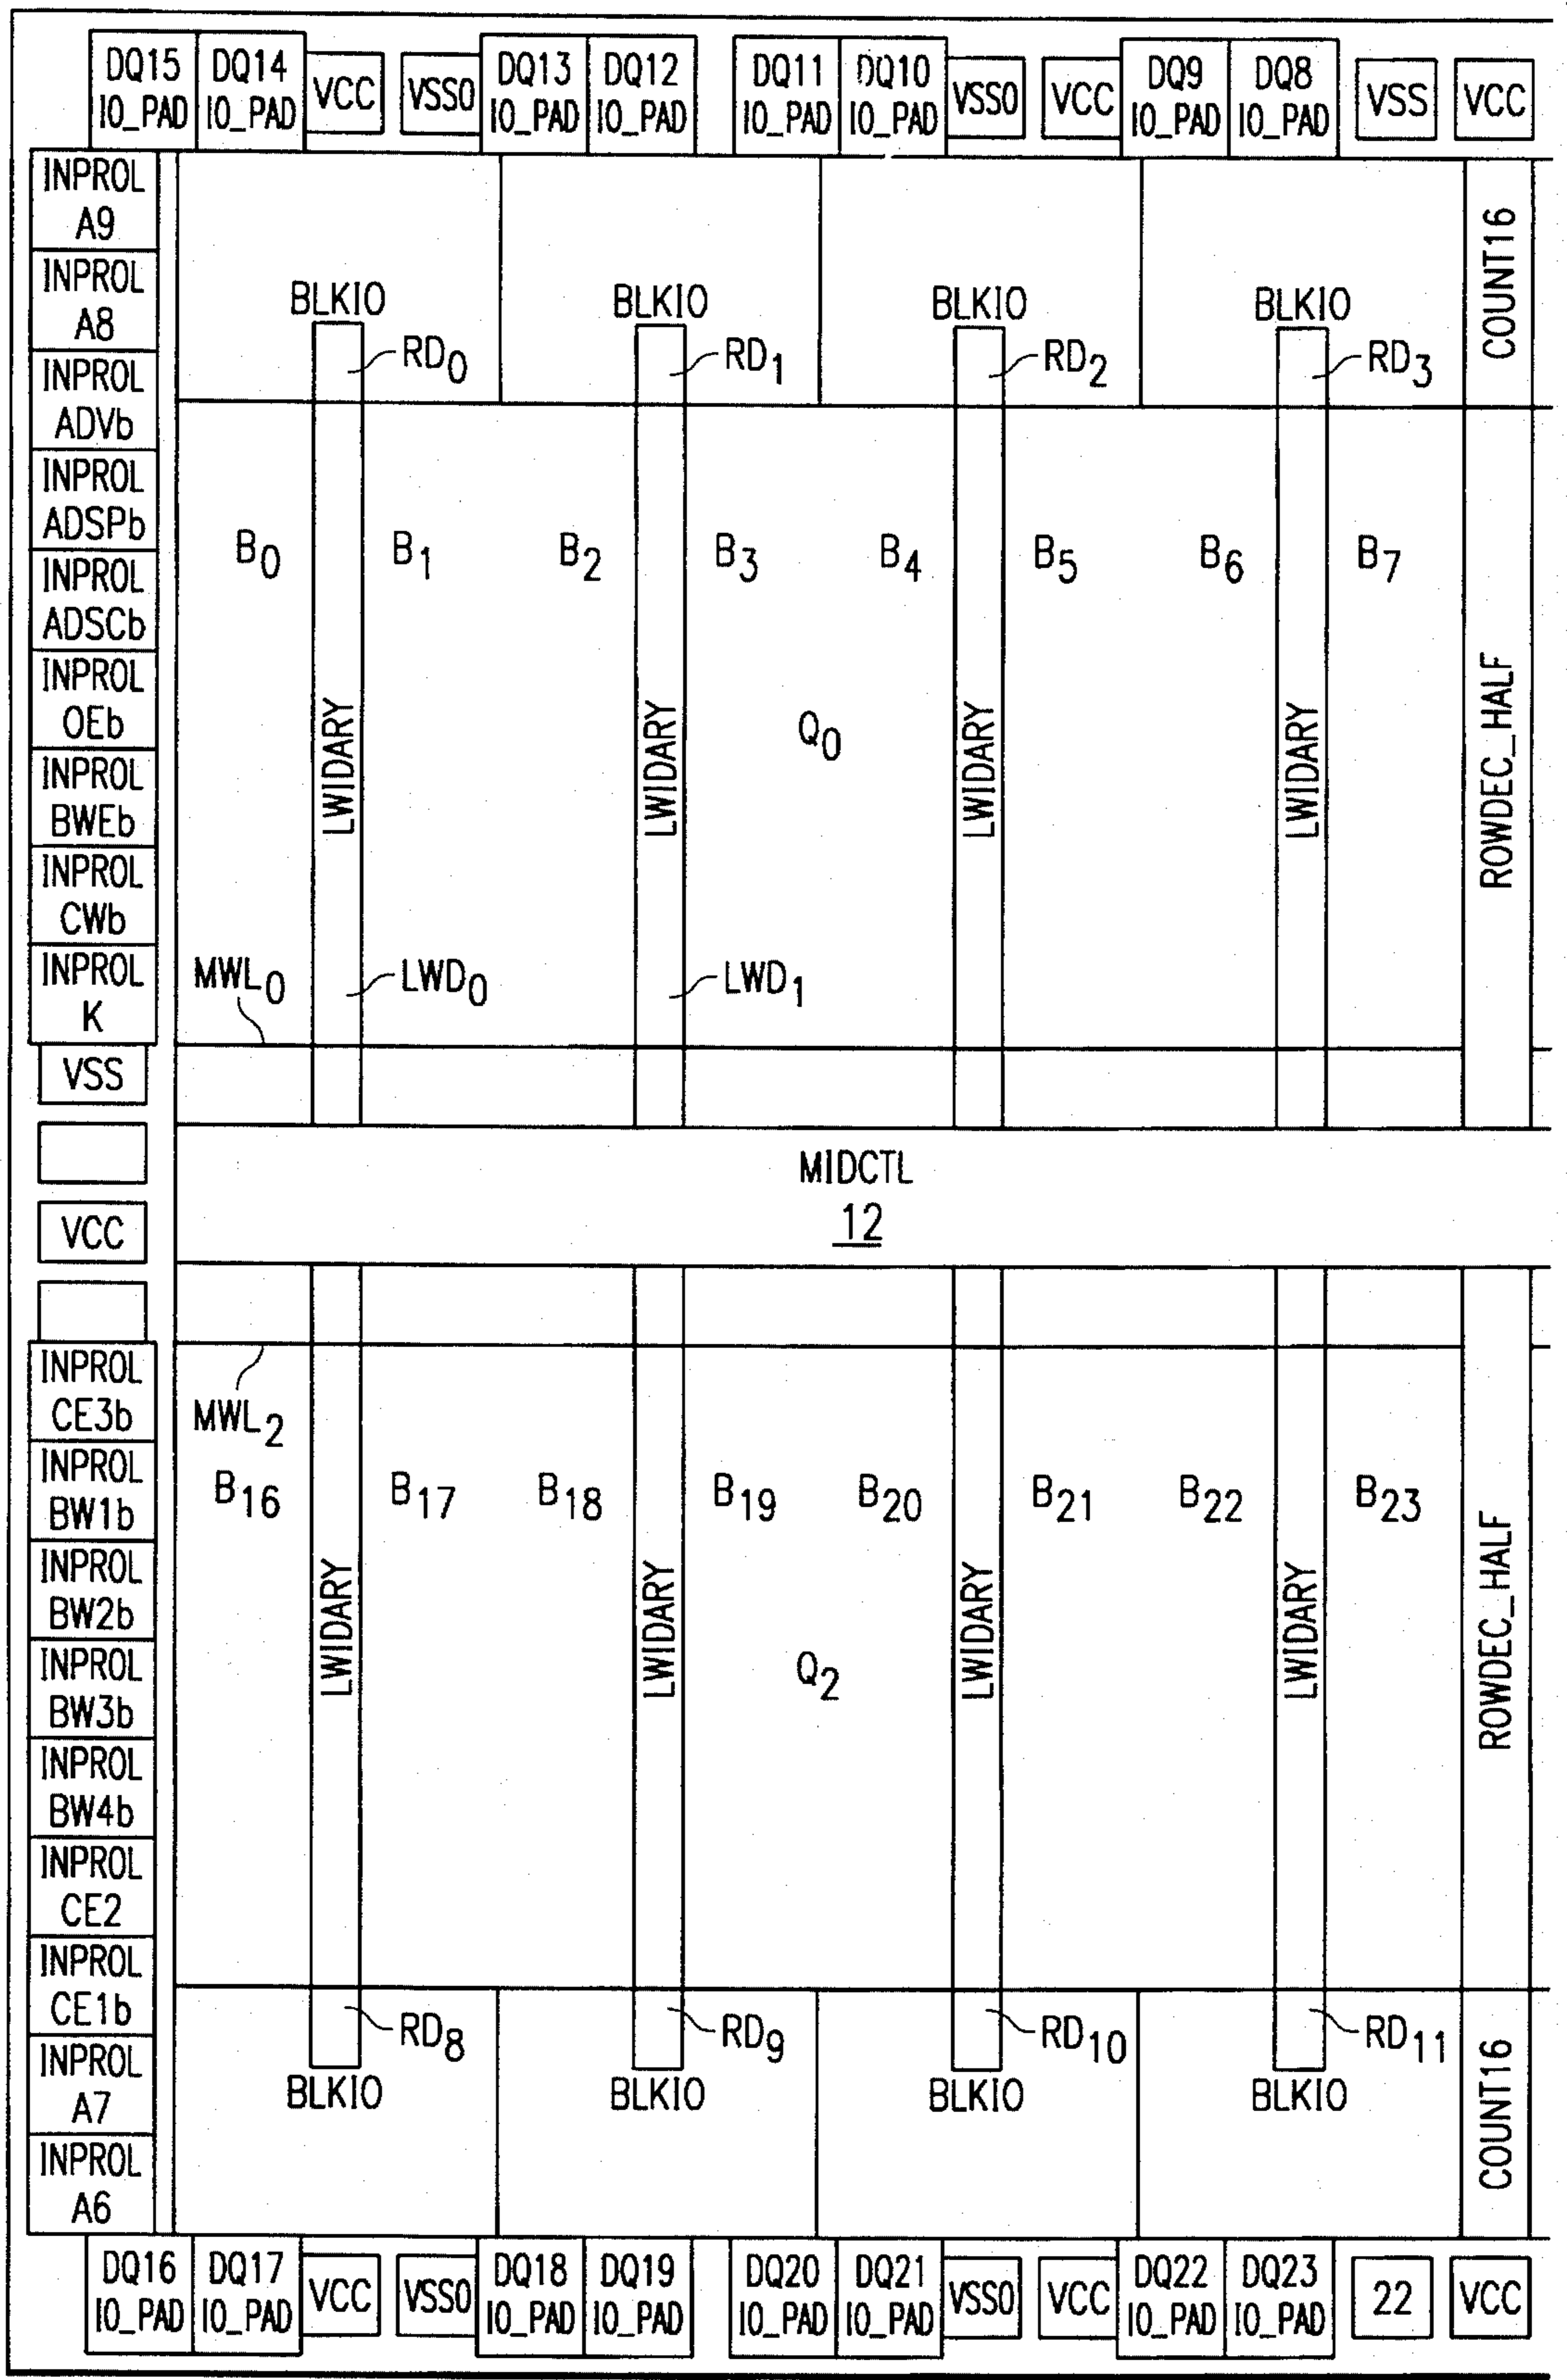 DQ15 DQ14 DQ13 DQ12 DQ11 DQ10 DQ9 DQ8
IO_PAD IO_PAD VCC VSSO IO_PAD IO_PAD IO_PAD IO_PAD VSSO VCC IO_PAD IO_PAD VSS VCC
INPROL
A9
INPROL
A8
INPROL
ADVb
INPROL
ADSPb
INPROL
ADSCb
INPROL
OEb
INPROL
BWEb
INPROL
CWb
INPROL
K
VSS
VCC
INPROL
CE3b
INPROL
BW1b
INPROL
BW2b
INPROL
BW3b
INPROL
BW4b
INPROL
CE2
INPROL
CE1b
INPROL
A7
INPROL
A6
BLKIO BLKIO BLKIO BLKIO
COUNT16
RD0 RD1 RD2 RD3
B0 B1 B2 B3 B4 B5 B6 B7
LWIDARY LWIDARY Q0 LWIDARY LWIDARY
ROWDEC_HALF
MWL0 LWD0 LWD1
MIDCTL
12
MWL2
B16 B17 B18 B19 B20 B21 B22 B23
LWIDARY LWIDARY Q2 LWIDARY LWIDARY
ROWDEC_HALF
RD8 RD9 RD10 RD11
BLKIO BLKIO BLKIO BLKIO
COUNT16
DQ16 DQ17 DQ18 DQ19 DQ20 DQ21 DQ22 DQ23
IO_PAD IO_PAD VCC VSSO IO_PAD IO_PAD IO_PAD IO_PAD VSSO VCC IO_PAD IO_PAD 22 VCC